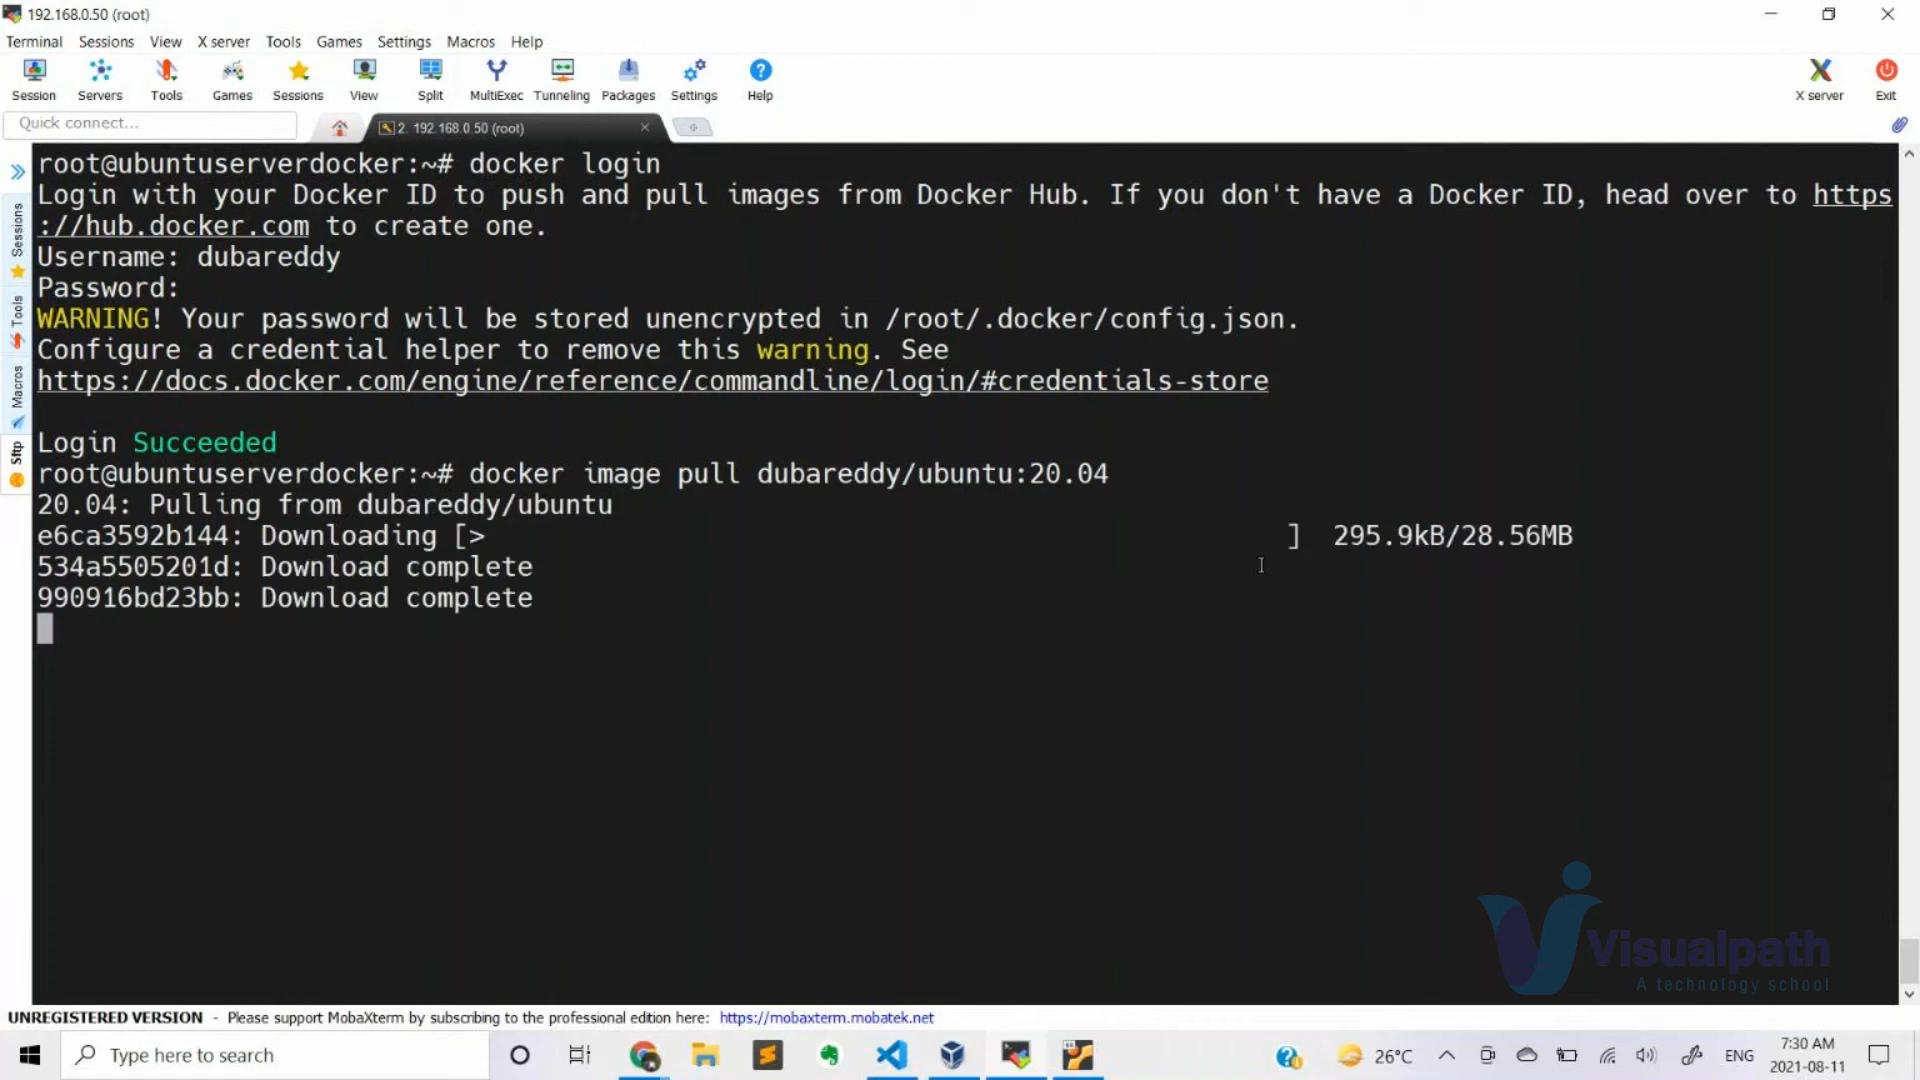 192.168.0.50 (root)
Terminal Sessions View X server Tools Games Settings Macros Help
Session Servers Tools Games Sessions View Split MultiExec Tunneling Packages Settings Help X server Exit
Quick connect...
2. 192.168.0.50 (root)
Sessions
Tools
Macros
Sftp
root@ubuntuserverdocker:~# docker login
Login with your Docker ID to push and pull images from Docker Hub. If you don't have a Docker ID, head over to https
://hub.docker.com to create one.
Username: dubareddy
Password:
WARNING! Your password will be stored unencrypted in /root/.docker/config.json.
Configure a credential helper to remove this warning. See
https://docs.docker.com/engine/reference/commandline/login/#credentials-store
Login Succeeded
root@ubuntuserverdocker:~# docker image pull dubareddy/ubuntu:20.04
20.04: Pulling from dubareddy/ubuntu
e6ca3592b144: Downloading [> ] 295.9kB/28.56MB
534a5505201d: Download complete
990916bd23bb: Download complete
Visualpath
A technology school
UNREGISTERED VERSION - Please support MobaXterm by subscribing to the professional edition here: https://mobaxterm.mobatek.net
Type here to search
26°C
ENG
7:30 AM
2021-08-11